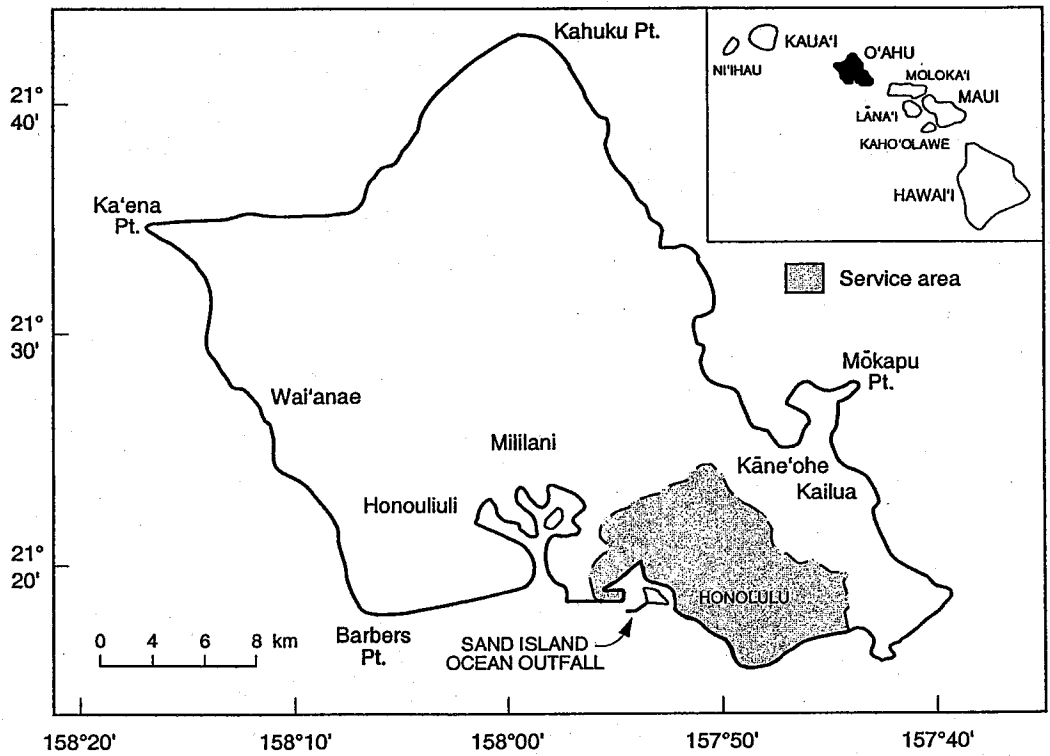 Kahuku Pt.
KAUA'I
O'AHU
NI'IHAU
MOLOKA'I
MAUI
LĀNA'I
KAHO'OLAWE
HAWAI'I
21°
40'
Ka'ena
Pt.
Service area
21°
30'
Mōkapu
Pt.
Wai'anae
Mililani
Kāne'ohe
Kailua
Honouliuli
21°
20'
HONOLULU
0 4 6 8 km
Barbers
Pt.
SAND ISLAND
OCEAN OUTFALL
158°20' 158°10' 158°00' 157°50' 157°40'